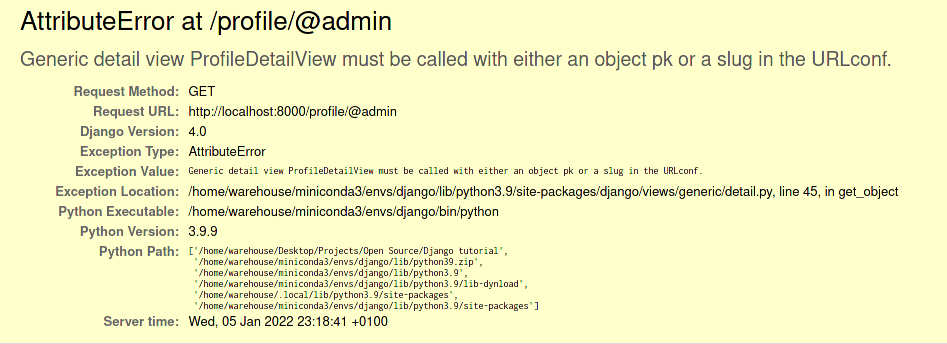 AttributeError at /profile/@admin
Generic detail view ProfileDetailView must be called with either an object pk or a slug in the URLconf.
Request Method: GET
Request URL: http://localhost:8000/profile/@admin
Django Version: 4.0
Exception Type: AttributeError
Exception Value: Generic detail view ProfileDetailView must be called with either an object pk or a slug in the URLconf.
Exception Location: /home/warehouse/miniconda3/envs/django/lib/python3.9/site-packages/django/views/generic/detail.py, line 45, in get_object
Python Executable: /home/warehouse/miniconda3/envs/django/bin/python
Python Version: 3.9.9
Python Path: ['/home/warehouse/Desktop/Projects/Open Source/Django tutorial',
'/home/warehouse/miniconda3/envs/django/lib/python39.zip',
'/home/warehouse/miniconda3/envs/django/lib/python3.9',
'/home/warehouse/miniconda3/envs/django/lib/python3.9/lib-dynload',
'/home/warehouse/.local/lib/python3.9/site-packages',
'/home/warehouse/miniconda3/envs/django/lib/python3.9/site-packages']
Server time: Wed, 05 Jan 2022 23:18:41 +0100